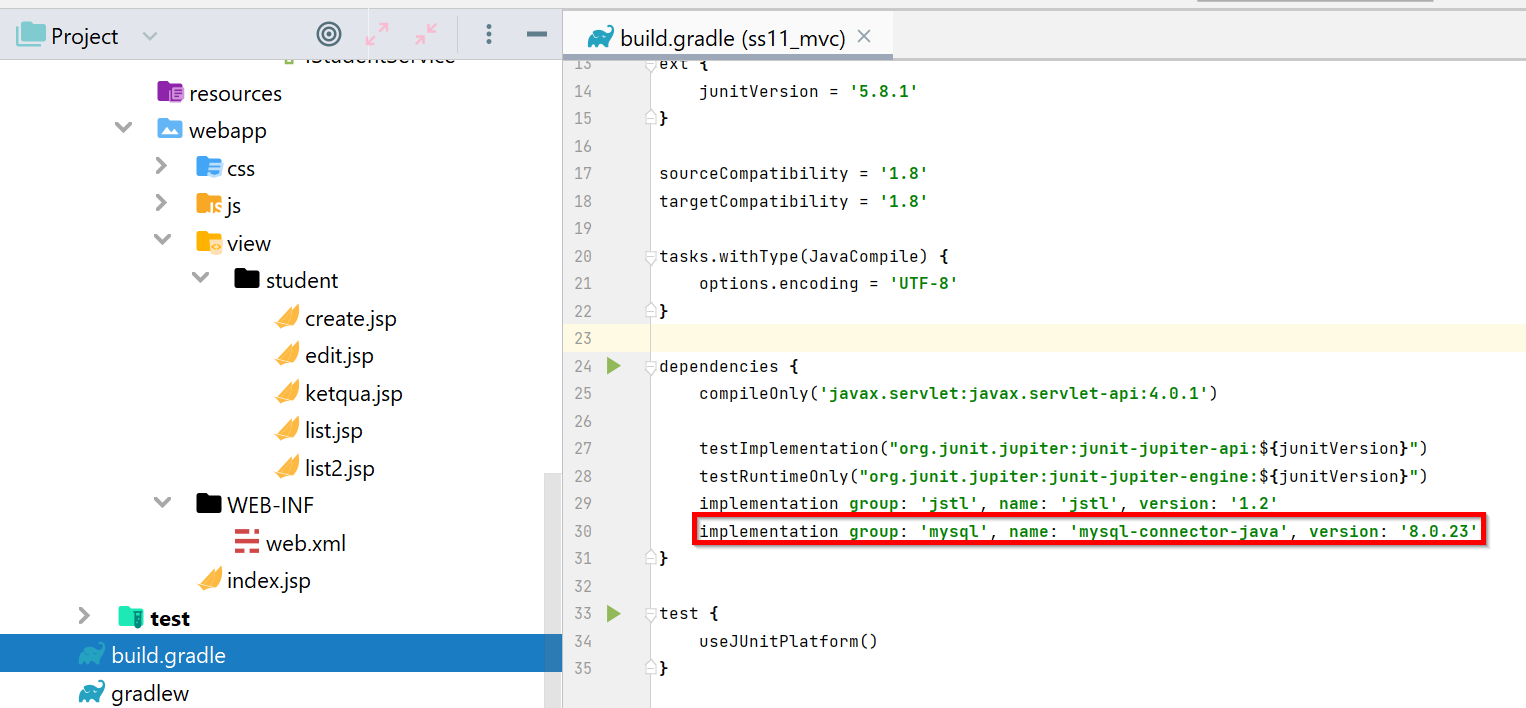 Project
IStudentService
resources
webapp
css
js
view
student
create.jsp
edit.jsp
ketqua.jsp
list.jsp
list2.jsp
WEB-INF
web.xml
index.jsp
test
build.gradle
gradlew
build.gradle (ss11_mvc)
13 ext {
14 junitVersion = '5.8.1'
15 }
16
17 sourceCompatibility = '1.8'
18 targetCompatibility = '1.8'
19
20 tasks.withType(JavaCompile) {
21 options.encoding = 'UTF-8'
22 }
23
24 dependencies {
25 compileOnly('javax.servlet:javax.servlet-api:4.0.1')
26
27 testImplementation("org.junit.jupiter:junit-jupiter-api:${junitVersion}")
28 testRuntimeOnly("org.junit.jupiter:junit-jupiter-engine:${junitVersion}")
29 implementation group: 'jstl', name: 'jstl', version: '1.2'
30 implementation group: 'mysql', name: 'mysql-connector-java', version: '8.0.23'
31 }
32
33 test {
34 useJUnitPlatform()
35 }